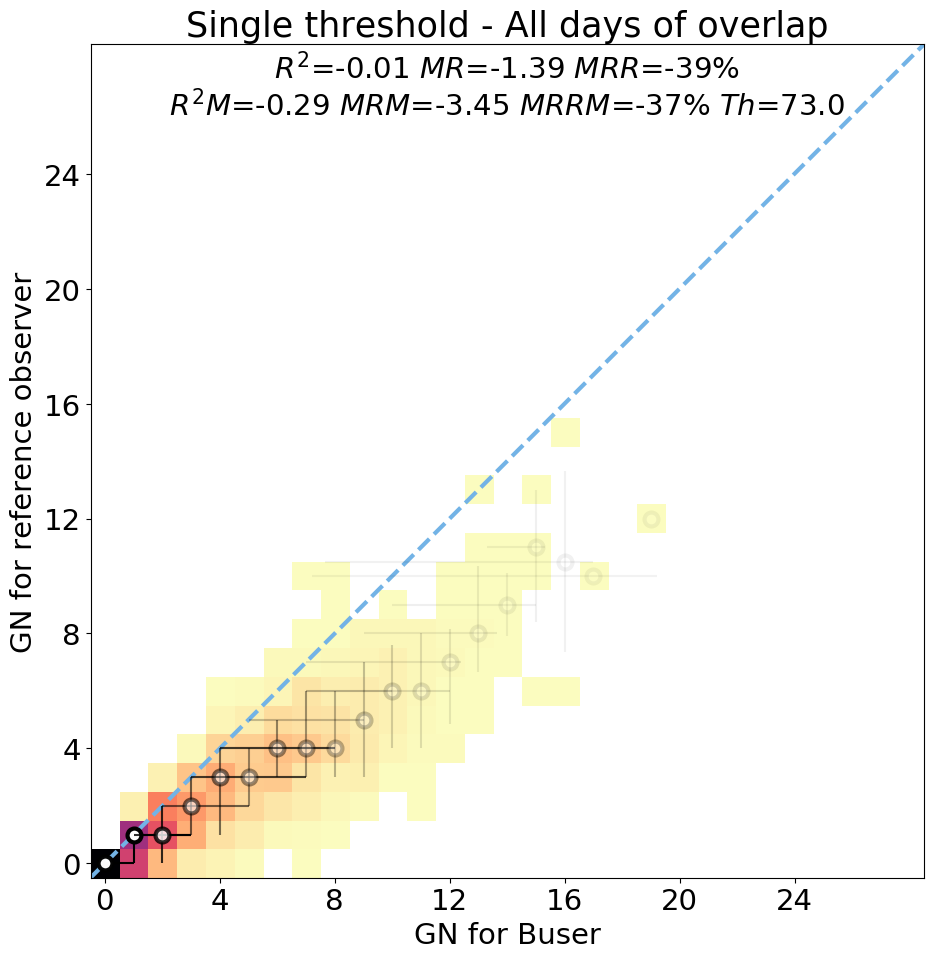 Single threshold - All days of overlap
R²=-0.01 MR=-1.39 MRR=-39%
R²M=-0.29 MRM=-3.45 MRRM=-37% Th=73.0
GN for reference observer
24
20
16
12
8
4
0
0 4 8 12 16 20 24
GN for Buser